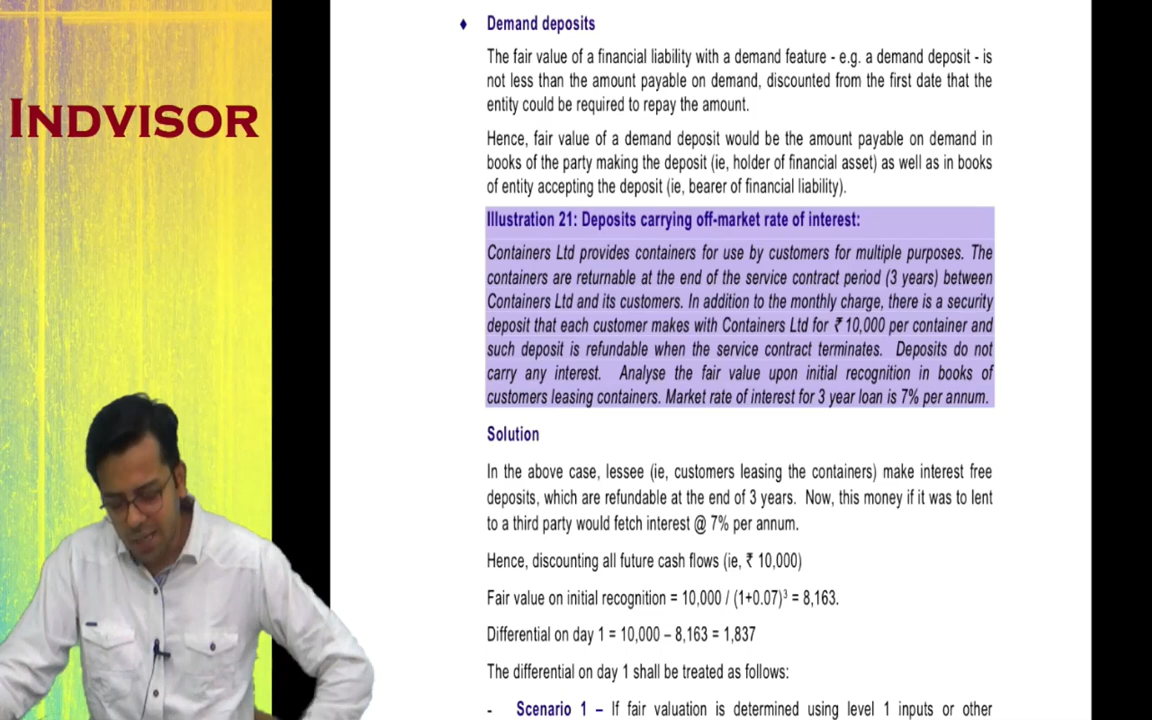 INDVISOR
♦ Demand deposits
The fair value of a financial liability with a demand feature - e.g. a demand deposit - is
not less than the amount payable on demand, discounted from the first date that the
entity could be required to repay the amount.
Hence, fair value of a demand deposit would be the amount payable on demand in
books of the party making the deposit (ie, holder of financial asset) as well as in books
of entity accepting the deposit (ie, bearer of financial liability).
Illustration 21: Deposits carrying off-market rate of interest:
Containers Ltd provides containers for use by customers for multiple purposes. The
containers are returnable at the end of the service contract period (3 years) between
Containers Ltd and its customers. In addition to the monthly charge, there is a security
deposit that each customer makes with Containers Ltd for ₹ 10,000 per container and
such deposit is refundable when the service contract terminates. Deposits do not
carry any interest. Analyse the fair value upon initial recognition in books of
customers leasing containers. Market rate of interest for 3 year loan is 7% per annum.
Solution
In the above case, lessee (ie, customers leasing the containers) make interest free
deposits, which are refundable at the end of 3 years. Now, this money if it was to lent
to a third party would fetch interest @ 7% per annum.
Hence, discounting all future cash flows (ie, ₹ 10,000)
Fair value on initial recognition = 10,000 / (1+0.07)³ = 8,163.
Differential on day 1 = 10,000 – 8,163 = 1,837
The differential on day 1 shall be treated as follows:
- Scenario 1 – If fair valuation is determined using level 1 inputs or other